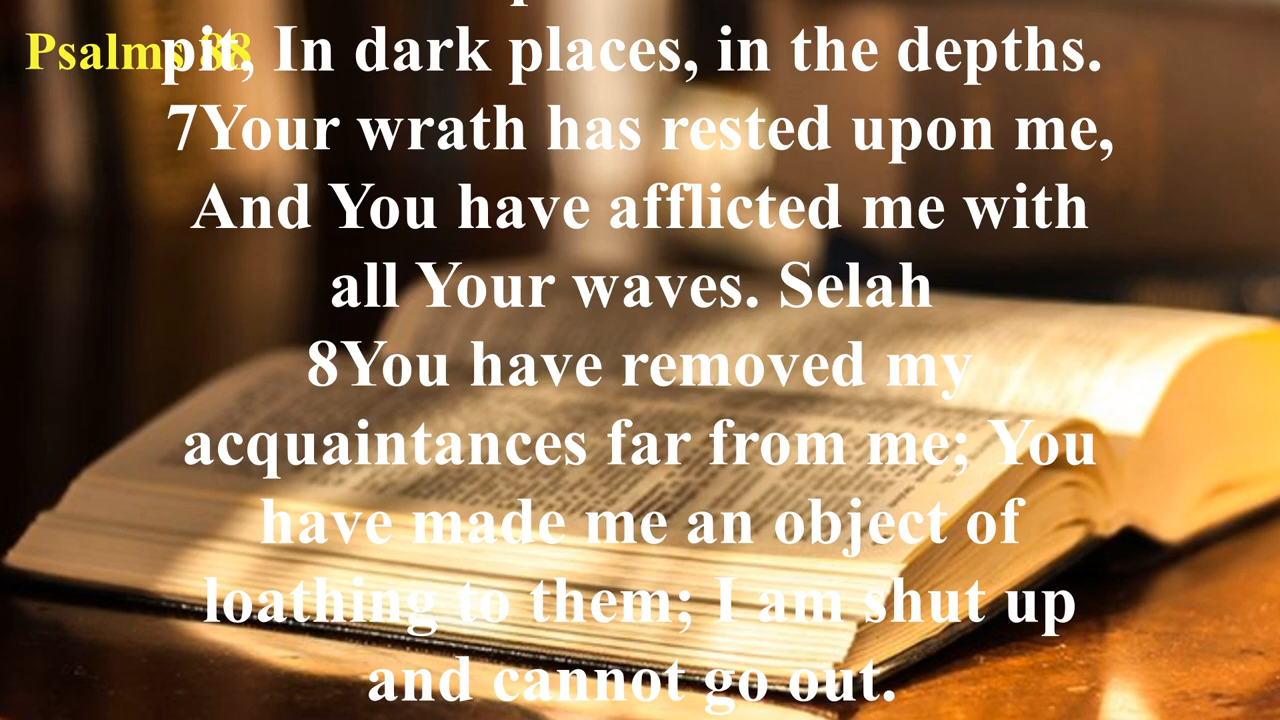 Psalms 88
pit, In dark places, in the depths.
7Your wrath has rested upon me,
And You have afflicted me with
all Your waves. Selah
8You have removed my
acquaintances far from me; You
have made me an object of
loathing to them; I am shut up
and cannot go out.